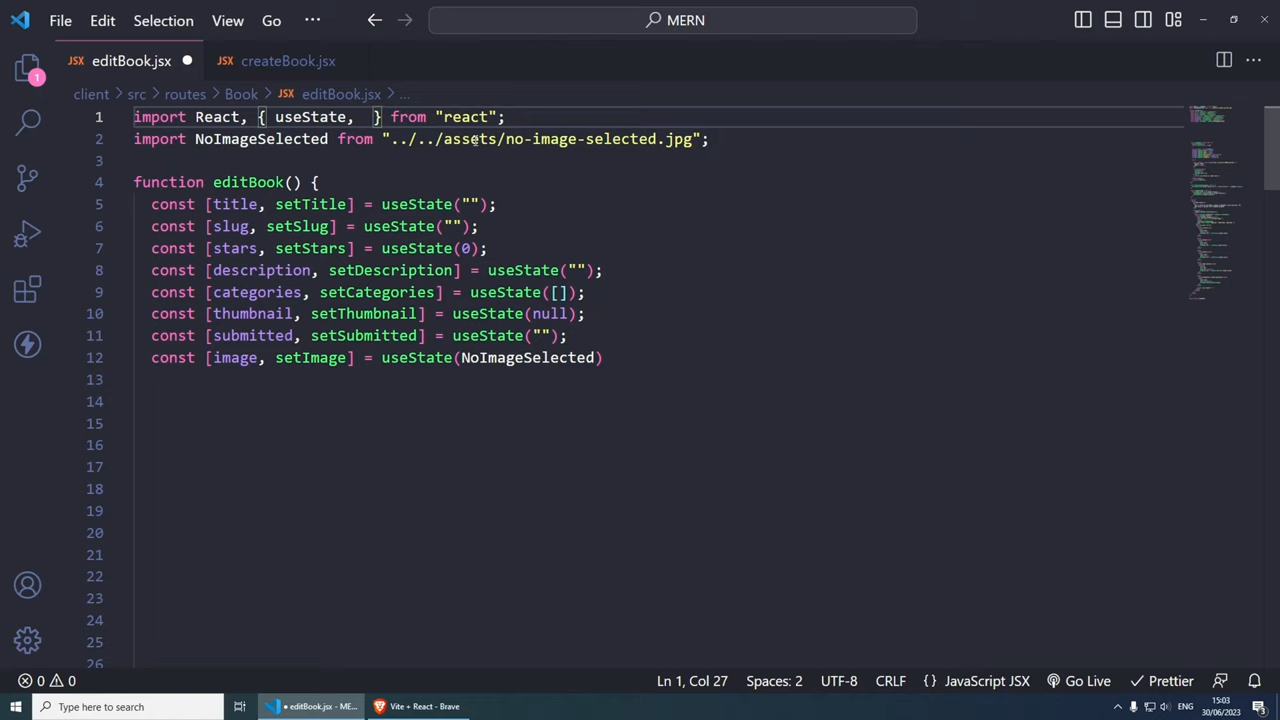 File Edit Selection View Go ··· MERN
JSX editBook.jsx JSX createBook.jsx
client > src > routes > Book > JSX editBook.jsx > ...
1 import React, { useState,  } from "react";
2 import NoImageSelected from "../../assets/no-image-selected.jpg";
3
4 function editBook() {
5 const [title, setTitle] = useState("");
6 const [slug, setSlug] = useState("");
7 const [stars, setStars] = useState(0);
8 const [description, setDescription] = useState("");
9 const [categories, setCategories] = useState([]);
10 const [thumbnail, setThumbnail] = useState(null);
11 const [submitted, setSubmitted] = useState("");
12 const [image, setImage] = useState(NoImageSelected)
13
14
15
16
17
18
19
20
21
22
23
24
25
26
1
0 0 Ln 1, Col 27 Spaces: 2 UTF-8 CRLF {} JavaScript JSX Go Live Prettier
Type here to search editBook.jsx - ME... Vite + React - Brave ENG 15:03
30/06/2023 3